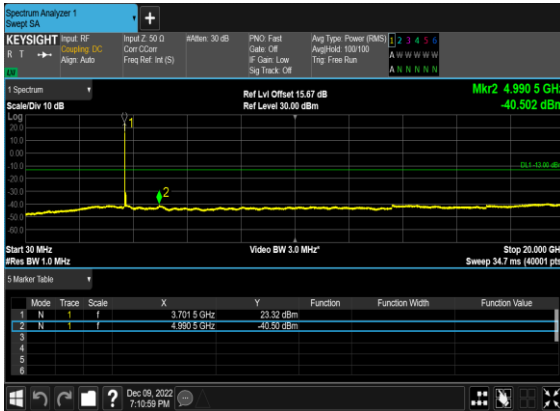 Spectrum Analyzer 1
Swept SA
+
KEYSIGHT Input: RF Input Z: 50 Ω #Atten: 30 dB PNO: Fast Avg Type: Power (RMS) 1 2 3 4 5 6
R T Coupling: DC Corr CCorr Gate: Off Avg|Hold: 100/100 A W W W W W
Align: Auto Freq Ref: Int (S) IF Gain: Low Trig: Free Run
Sig Track: Off A N N N N N
1 Spectrum Ref Lvl Offset 15.67 dB Mkr2 4.990 5 GHz
Scale/Div 10 dB Ref Level 30.00 dBm -40.502 dBm
Log
20.0
10.0
0.00
-10.0
DL1 -13.00 dBm
-20.0
-30.0
-40.0
-50.0
-60.0
1
2
Start 30 MHz Video BW 3.0 MHz* Stop 20.000 GHz
#Res BW 1.0 MHz Sweep 34.7 ms (40001 pts)
5 Marker Table
Mode Trace Scale X Y Function Function Width Function Value
1 N 1 f 3.701 5 GHz 23.32 dBm
2 N 1 f 4.990 5 GHz -40.50 dBm
3
4
5
6
? Dec 09, 2022
7:10:59 PM